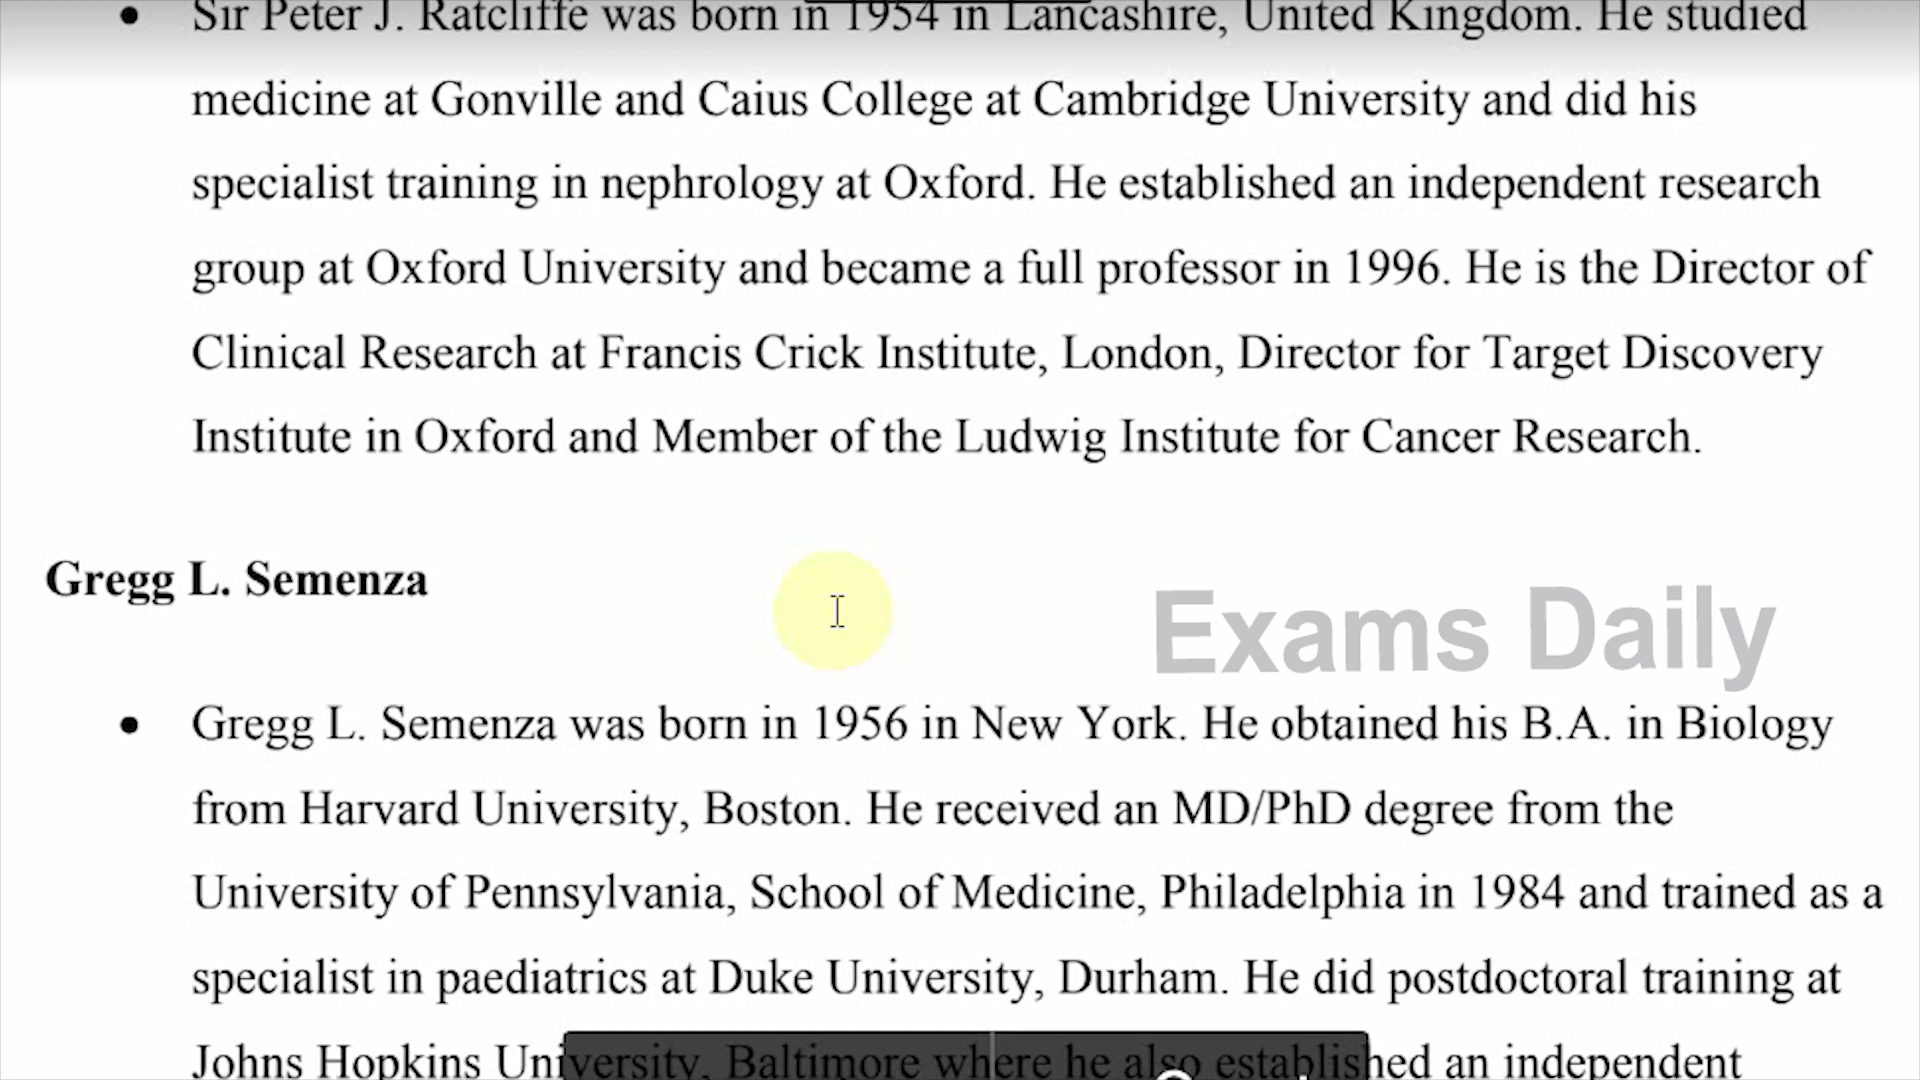 • Sir Peter J. Ratcliffe was born in 1954 in Lancashire, United Kingdom. He studied
medicine at Gonville and Caius College at Cambridge University and did his
specialist training in nephrology at Oxford. He established an independent research
group at Oxford University and became a full professor in 1996. He is the Director of
Clinical Research at Francis Crick Institute, London, Director for Target Discovery
Institute in Oxford and Member of the Ludwig Institute for Cancer Research.
Gregg L. Semenza
Exams Daily
• Gregg L. Semenza was born in 1956 in New York. He obtained his B.A. in Biology
from Harvard University, Boston. He received an MD/PhD degree from the
University of Pennsylvania, School of Medicine, Philadelphia in 1984 and trained as a
specialist in paediatrics at Duke University, Durham. He did postdoctoral training at
Johns Hopkins University, Baltimore where he also established an independent